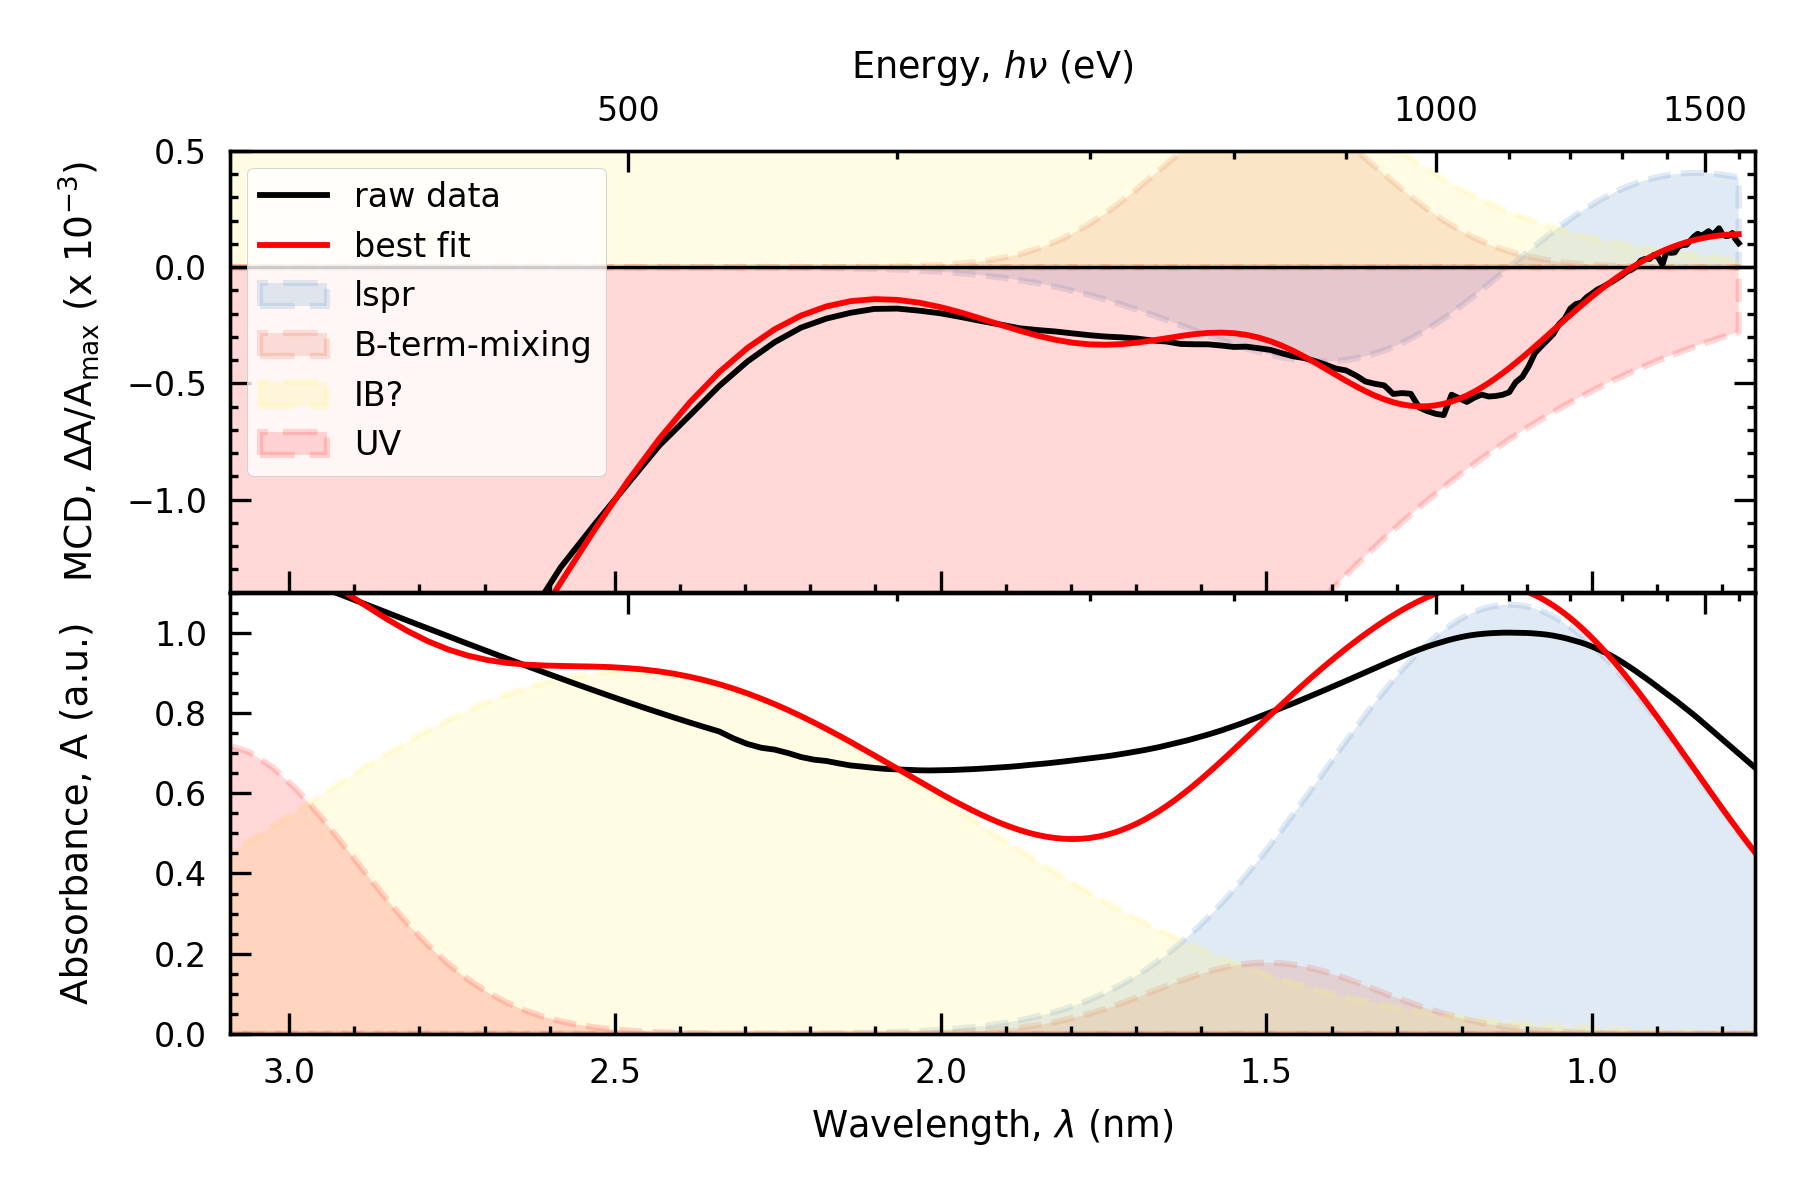 Energy, hν (eV)
500 1000 1500
MCD, ΔA/Amax (x 10−3)
0.5
0.0
−0.5
−1.0
raw data
best fit
lspr
B-term-mixing
IB?
UV
Absorbance, A (a.u.)
1.0
0.8
0.6
0.4
0.2
0.0
3.0 2.5 2.0 1.5 1.0
Wavelength, λ (nm)